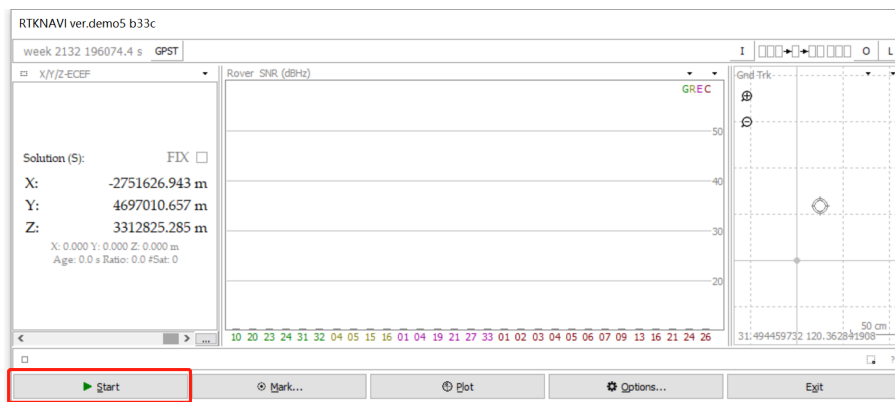 RTKNAVI ver.demo5 b33c
week 2132 196074.4 s GPST
I O L
X/Y/Z-ECEF
Rover SNR (dBHz)
Gnd Trk
G R E C
50
40
30
20
Solution (S): FIX
X: -2751626.943 m
Y: 4697010.657 m
Z: 3312825.285 m
X: 0.000 Y: 0.000 Z: 0.000 m
Age: 0.0 s Ratio: 0.0 #Sat: 0
...
10 20 23 24 31 32 04 05 15 16 01 04 19 21 27 33 01 02 03 04 05 06 07 09 13 16 21 24 26
50 cm
31.494459732 120.362841908
?
Start
Mark...
Plot
Options...
Exit